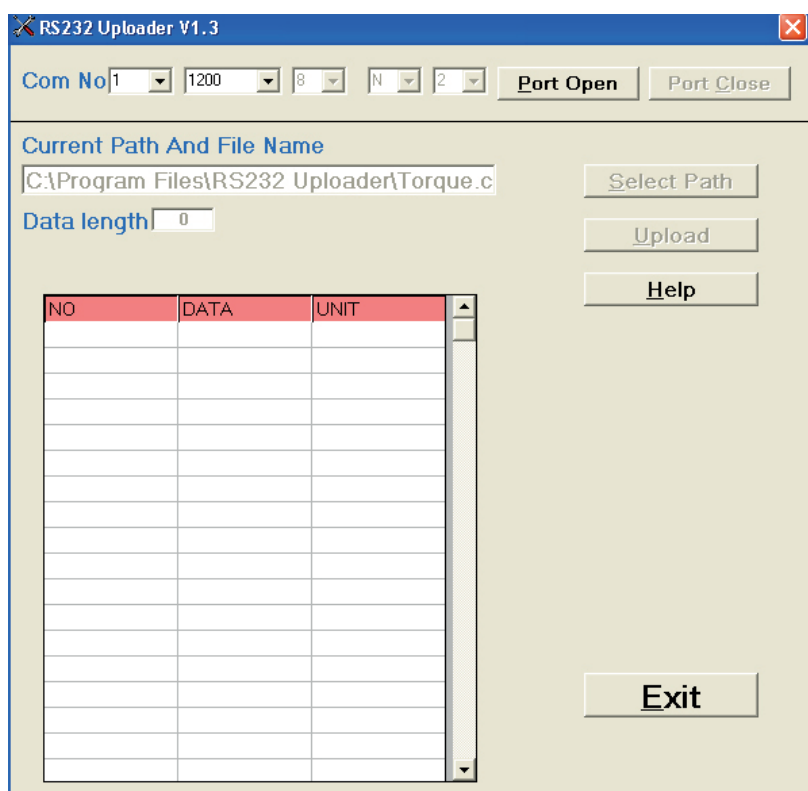 RS232 Uploader V1.3
Com No 1 1200 8 N 2 Port Open Port Close
Current Path And File Name
C:\Program Files\RS232 Uploader\Torque.c
Select Path
Data length 0
Upload
Help
NO DATA UNIT
Exit